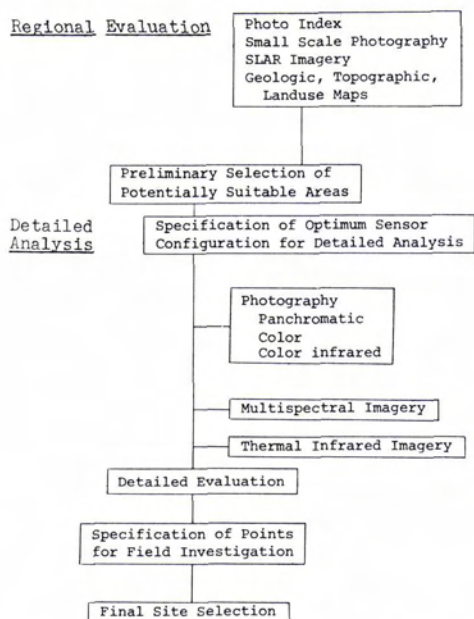 Regional Evaluation
Photo Index
Small Scale Photography
SLAR Imagery
Geologic, Topographic,
Landuse Maps
Preliminary Selection of
Potentially Suitable Areas
Detailed
Analysis
Specification of Optimum Sensor
Configuration for Detailed Analysis
Photography
Panchromatic
Color
Color infrared
Multispectral Imagery
Thermal Infrared Imagery
Detailed Evaluation
Specification of Points
for Field Investigation
Final Site Selection